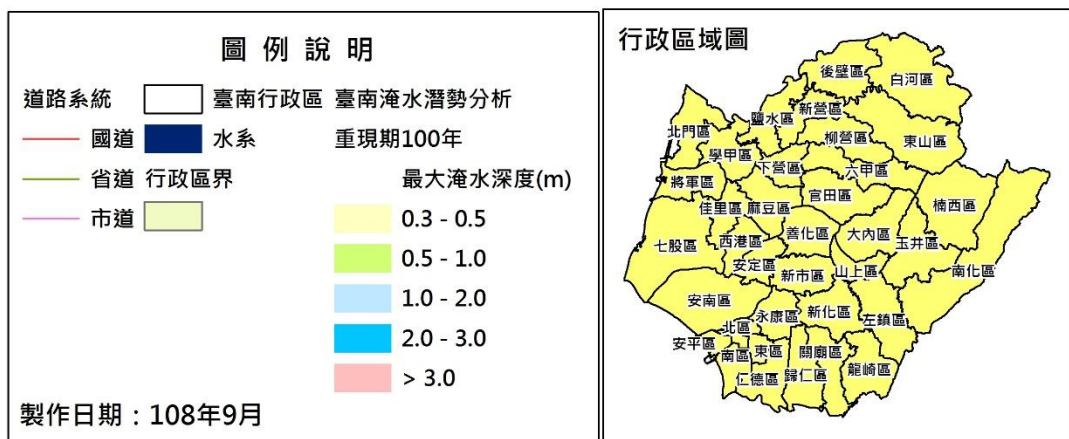 圖例說明
道路系統
臺南行政區
臺南淹水潛勢分析
國道
水系
重現期100年
省道
行政區界
最大淹水深度(m)
市道
0.3 - 0.5
0.5 - 1.0
1.0 - 2.0
2.0 - 3.0
> 3.0
製作日期：108年9月
行政區域圖
後壁區
白河區
新營區
鹽水區
北門區
柳營區
東山區
學甲區
下營區
六甲區
將軍區
官田區
楠西區
佳里區
麻豆區
七股區
西港區
善化區
大內區
玉井區
安定區
新市區
山上區
南化區
安南區
永康區
新化區
左鎮區
北區
安平區
南區
東區
關廟區
龍崎區
仁德區
歸仁區